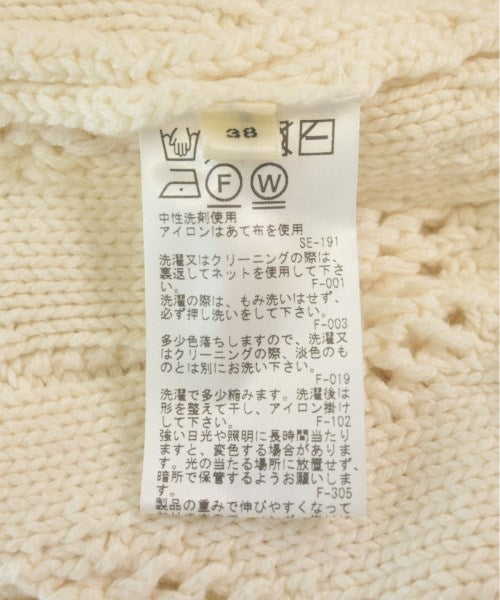 38
F W
中性洗剤使用
アイロンはあて布を使用
SE-191
洗濯又はクリーニングの際は、
裏返してネットを使用して下さ
い。
F-001
洗濯の際は、もみ洗いはせず、
必ず押し洗いをして下さい。
F-003
多少色落ちしますので、洗濯又
はクリーニングの際、淡色のも
のとは別にお洗い下さい。
F-019
洗濯で多少縮みます。洗濯後は
形を整えて干し、アイロン掛け
して下さい。
F-102
強い日光や照明に長時間当たり
ますと、変色する場合がありま
す。光の当たる場所に放置せず、
暗所で保管するようお願いしま
す。
F-305
製品の重みで伸びやすくなって